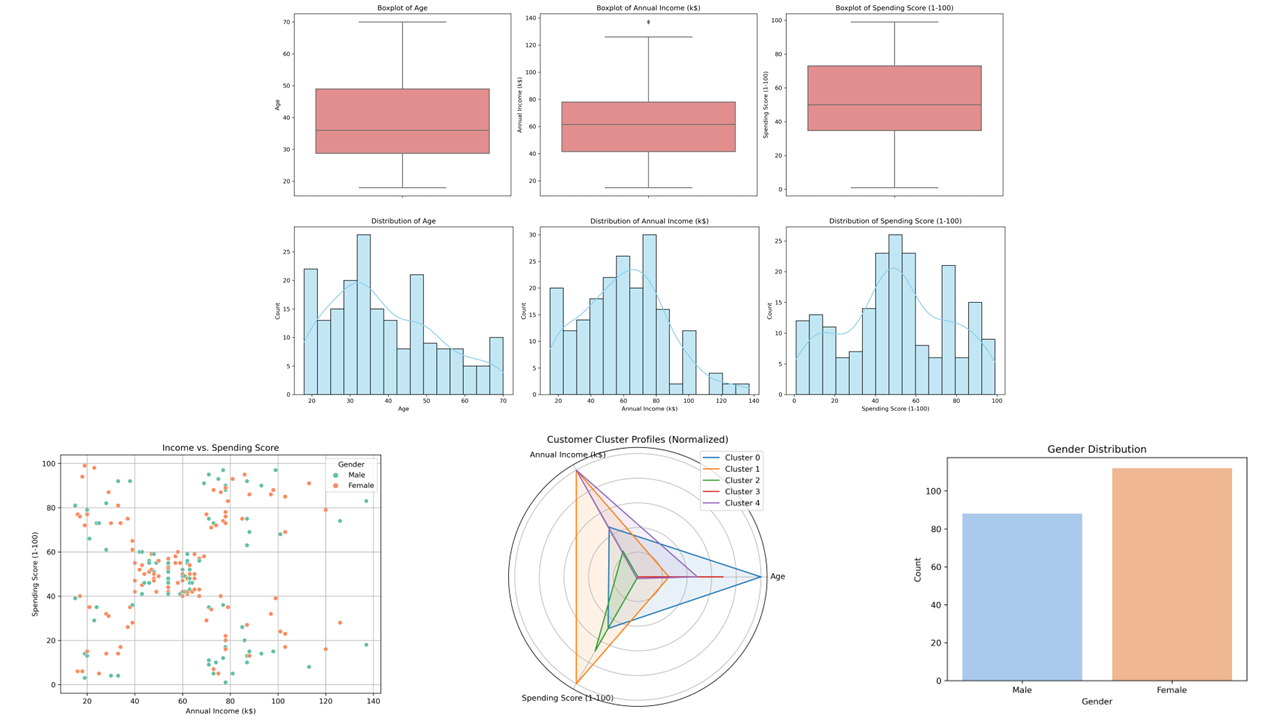 Boxplot of Age
Boxplot of Annual Income (k$)
Boxplot of Spending Score (1-100)
70
60
50
40
30
20
Age
140
120
100
80
60
40
20
Annual Income (k$)
100
80
60
40
20
0
Spending Score (1-100)
Distribution of Age
Distribution of Annual Income (k$)
Distribution of Spending Score (1-100)
25
20
15
10
5
0
Count
20 30 40 50 60 70
Age
30
25
20
15
10
5
0
Count
20 40 60 80 100 120 140
Annual Income (k$)
25
20
15
10
5
0
Count
0 20 40 60 80 100
Spending Score (1-100)
Income vs. Spending Score
Gender
Male
Female
100
80
60
40
20
0
Spending Score (1-100)
20 40 60 80 100 120 140
Annual Income (k$)
Customer Cluster Profiles (Normalized)
Annual Income (k$)
Cluster 0
Cluster 1
Cluster 2
Cluster 3
Cluster 4
Age
Spending Score (1-100)
Gender Distribution
100
80
60
40
20
0
Count
Male Female
Gender